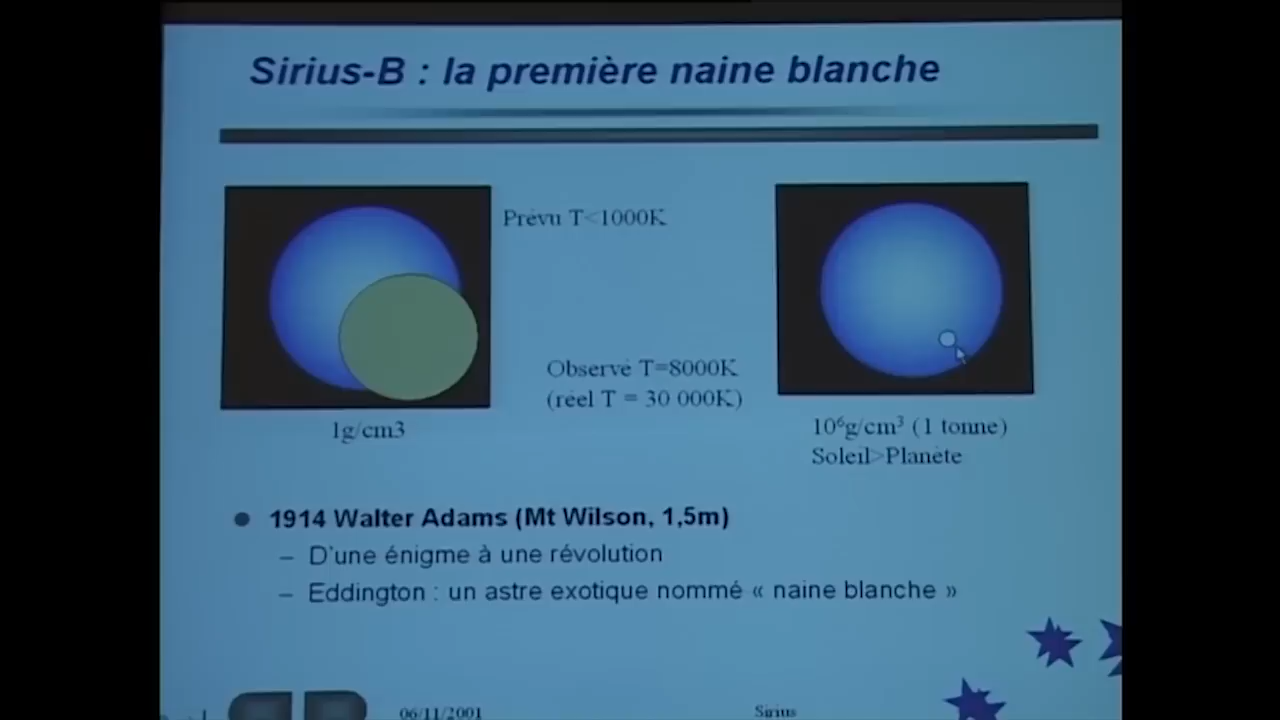 Sirius-B : la première naine blanche
Prévu T<1000K
Observé T=8000K
(réel T = 30 000K)
1g/cm3
10⁶g/cm³ (1 tonne)
Soleil>Planète
1914 Walter Adams (Mt Wilson, 1,5m)
– D'une énigme à une révolution
– Eddington : un astre exotique nommé « naine blanche »
06/11/2001
Sirius